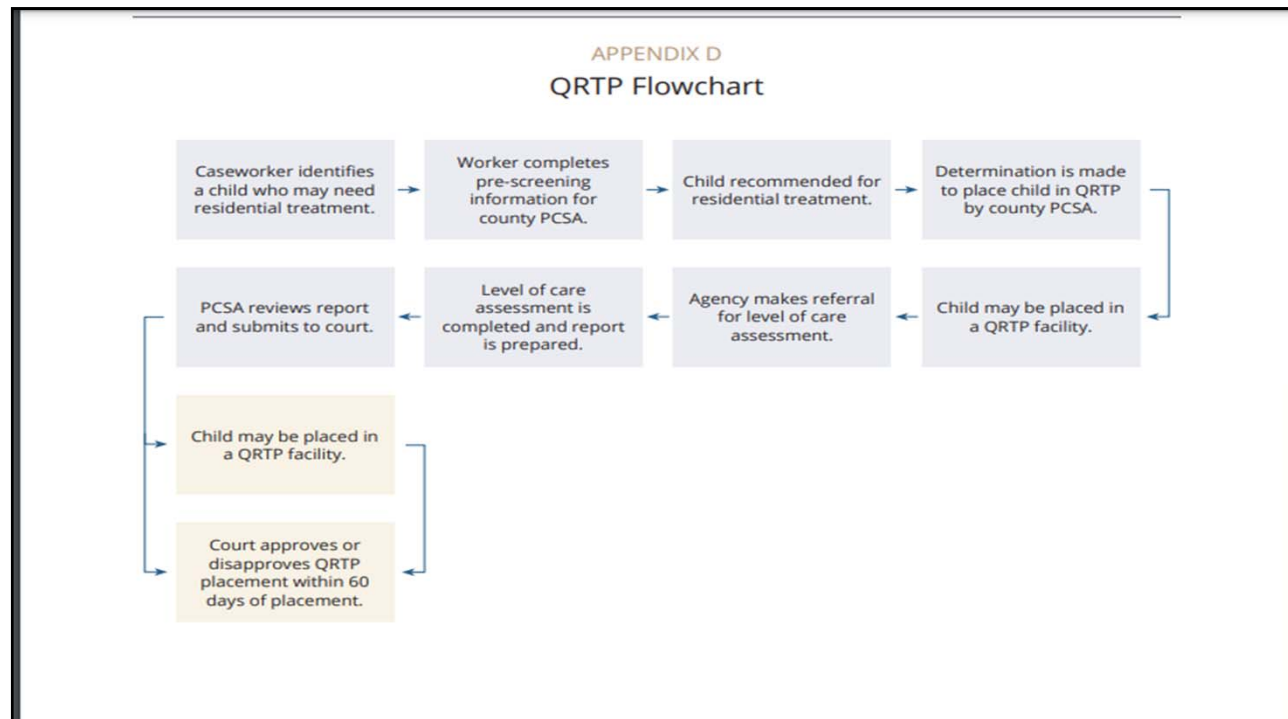 APPENDIX D
QRTP Flowchart
Caseworker identifies
a child who may need
residential treatment.
Worker completes
pre-screening
information for
county PCSA.
Child recommended for
residential treatment.
Determination is made
to place child in QRTP
by county PCSA.
Child may be placed in
a QRTP facility.
Agency makes referral
for level of care
assessment.
Level of care
assessment is
completed and report
is prepared.
PCSA reviews report
and submits to court.
Child may be placed in
a QRTP facility.
Court approves or
disapproves QRTP
placement within 60
days of placement.